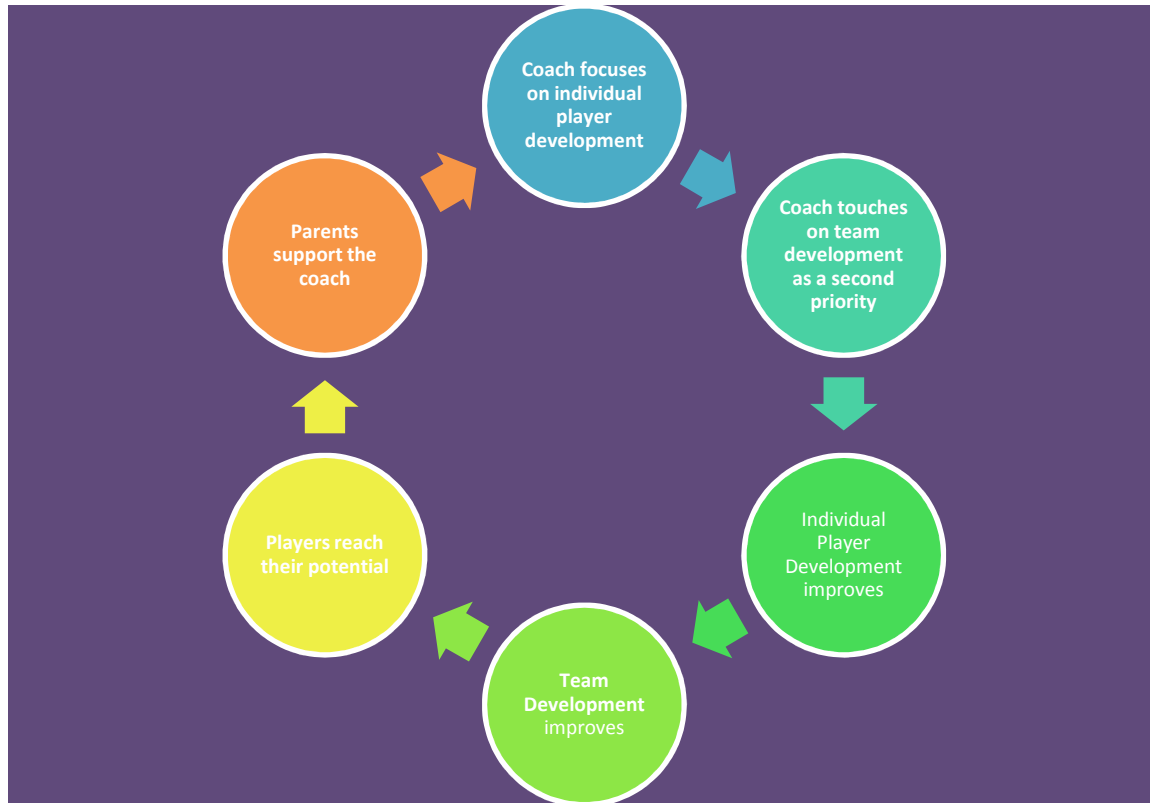 Coach focuses
on individual
player
development
Coach touches
on team
development
as a second
priority
Individual
Player
Development
improves
Team
Development
improves
Players reach
their potential
Parents
support the
coach